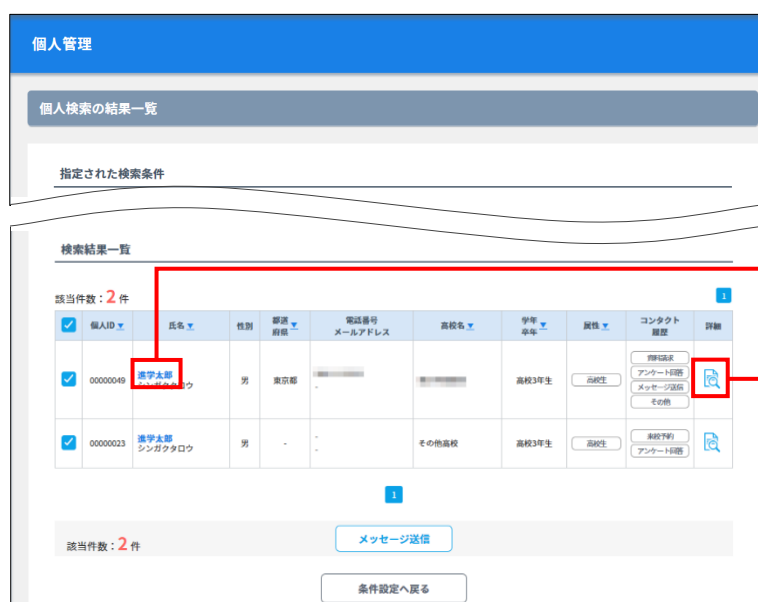 個人管理
個人検索の結果一覧
指定された検索条件
検索結果一覧
該当件数：2 件
1
個人ID 氏名 性別 都道府県 電話番号 メールアドレス 高校名 学年 卒年 属性 コンタクト履歴 詳細
00000049 進学太郎 シンガクタロウ 男 東京都 - 高校3年生 高校生 資料請求 アンケート回答 メッセージ送信 その他
00000023 進学太郎 シンガクタロウ 男 - - - その他高校 高校3年生 高校生 来校予約 アンケート回答
1
該当件数：2 件 メッセージ送信
条件設定へ戻る